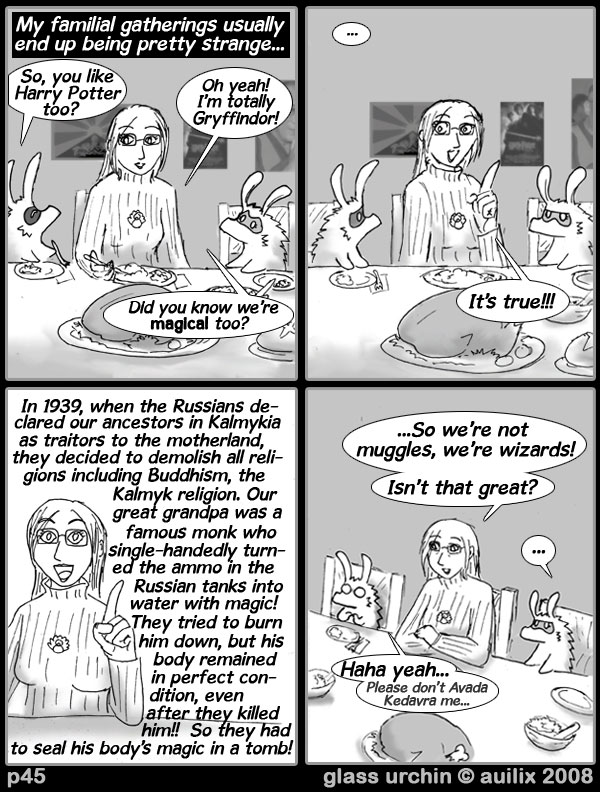 My familial gatherings usually
end up being pretty strange...
So, you like
Harry Potter
too?
Oh yeah!
I'm totally
Gryffindor!
Did you know we're
magical too?
...
It's true!!!
In 1939, when the Russians de-
clared our ancestors in Kalmykia
as traitors to the motherland,
they decided to demolish all reli-
gions including Buddhism, the
Kalmyk religion. Our
great grandpa was a
famous monk who
single-handedly turn-
ed the ammo in the
Russian tanks into
water with magic!
They tried to burn
him down, but his
body remained
in perfect con-
dition, even
after they killed
him!! So they had
to seal his body's magic in a tomb!
...So we're not
muggles, we're wizards!
Isn't that great?
...
Haha yeah...
Please don't Avada
Kedavra me...
p45
glass urchin © auilix 2008